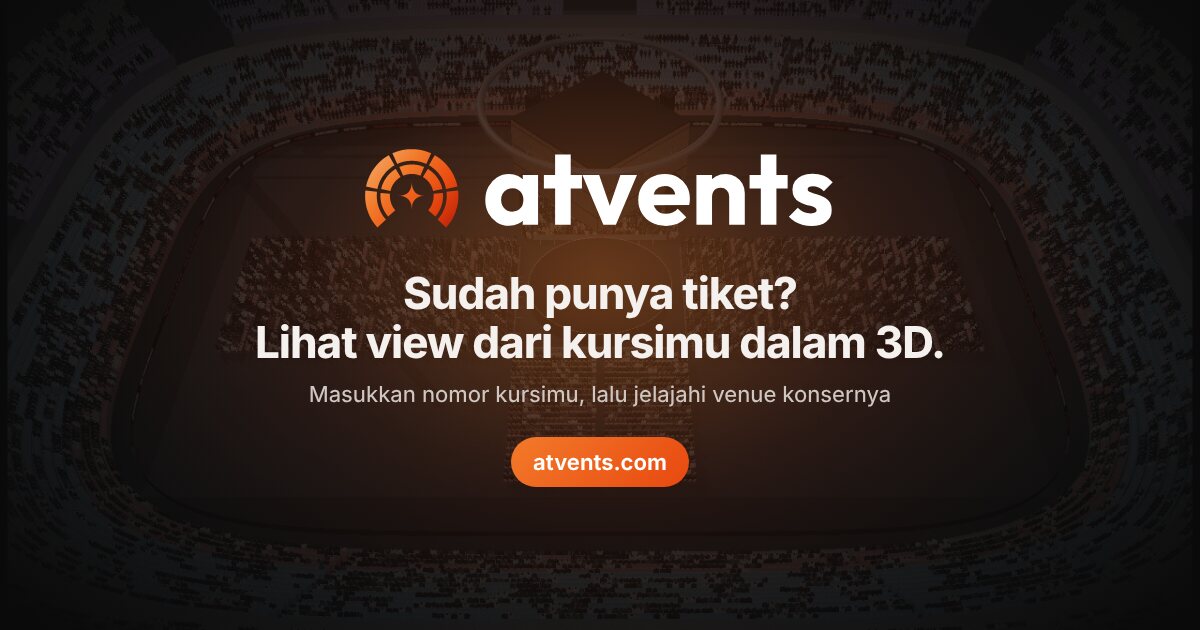 atvents
Sudah punya tiket?
Lihat view dari kursimu dalam 3D.
Masukkan nomor kursimu, lalu jelajahi venue konsernya
atvents.com